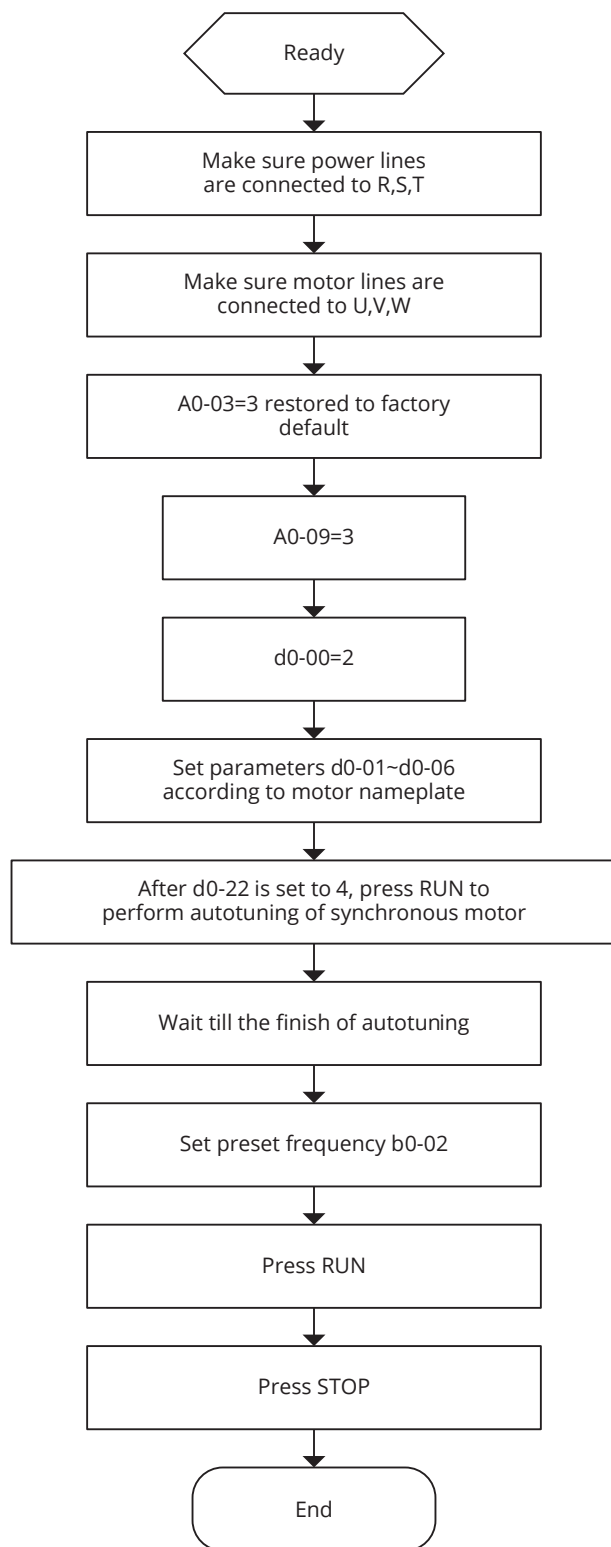 Ready
Make sure power lines
are connected to R,S,T
Make sure motor lines are
connected to U,V,W
A0-03=3 restored to factory
default
A0-09=3
d0-00=2
Set parameters d0-01~d0-06
according to motor nameplate
After d0-22 is set to 4, press RUN to
perform autotuning of synchronous motor
Wait till the finish of autotuning
Set preset frequency b0-02
Press RUN
Press STOP
End